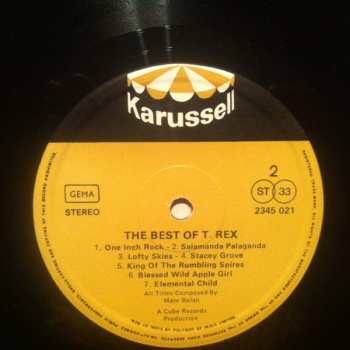 Karussell
2
GEMA
ST 33
STEREO
2345 021
THE BEST OF T. REX
1. One Inch Rock - 2. Salamanda Palaganda
3. Lofty Skies - 4. Stacey Grove
5. King Of The Rumbling Spires
6. Blessed Wild Apple Girl
7. Elemental Child
All Titles Composed By
Marc Bolan
A Cube Records
Production